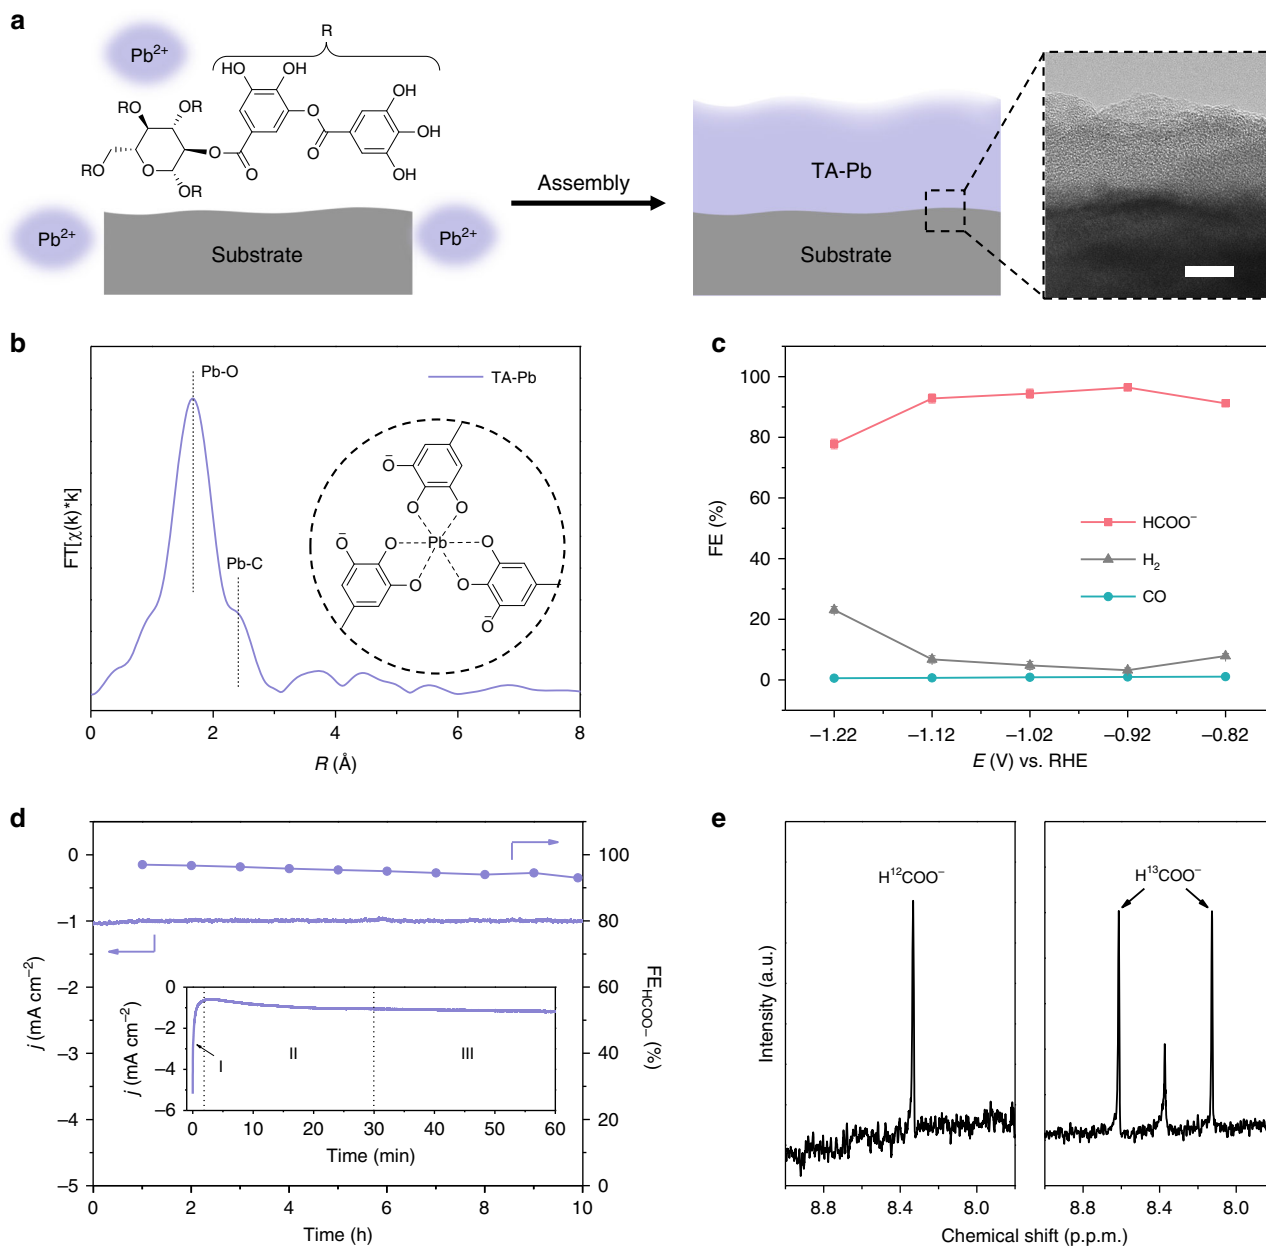 a
R
Pb2+
HO OH
OH
RO OR O
OH
O
RO O OR
O O OH
Assembly
TA-Pb
Pb2+ Substrate Pb2+
Substrate
b
Pb-O
TA-Pb
Pb-C
O−
O O
O− O Pb O
O O
O−
FT[χ(k)*k]
0 2 4 6 8
R (Å)
c
100
80
60
40
20
0
FE (%)
HCOO−
H2
CO
−1.22 −1.12 −1.02 −0.92 −0.82
E (V) vs. RHE
d
0
−1
−2
−3
−4
−5
j (mA cm−2)
100
80
60
40
20
0
FEHCOO− (%)
0
−2
−4
−6
j (mA cm−2)
I II III
0 10 20 30 40 50 60
Time (min)
0 2 4 6 8 10
Time (h)
e
H12COO−
H13COO−
Intensity (a.u.)
8.8 8.4 8.0 8.8 8.4 8.0
Chemical shift (p.p.m.)